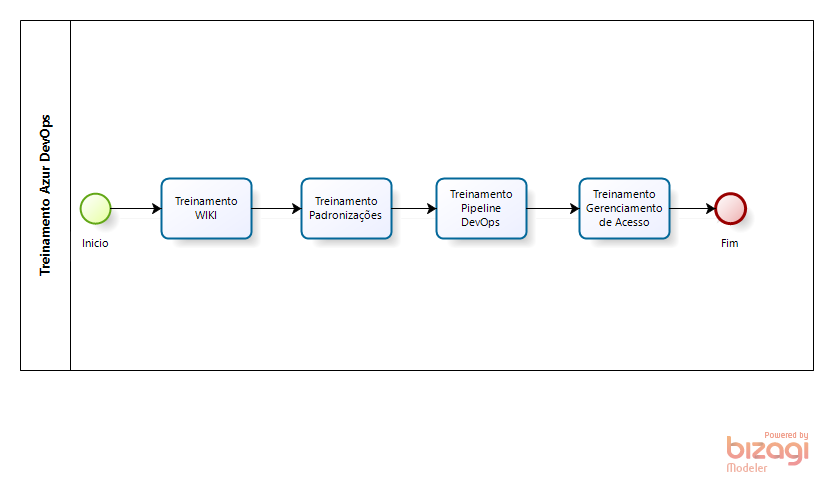 Treinamento Azur DevOps
Inicio
Treinamento
WIKI
Treinamento
Padronizações
Treinamento
Pipeline
DevOps
Treinamento
Gerenciamento
de Acesso
Fim
Powered by
bizagi
Modeler